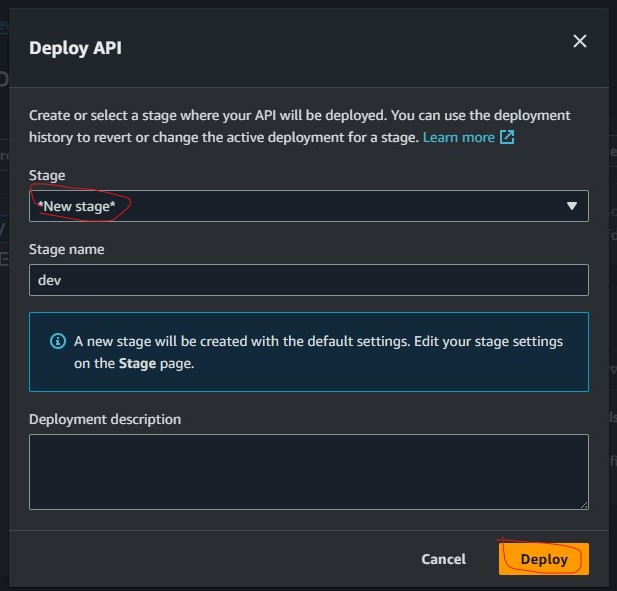 Deploy API
Create or select a stage where your API will be deployed. You can use the deployment
history to revert or change the active deployment for a stage. Learn more
Stage
*New stage*
Stage name
dev
A new stage will be created with the default settings. Edit your stage settings
on the Stage page.
Deployment description
Cancel
Deploy